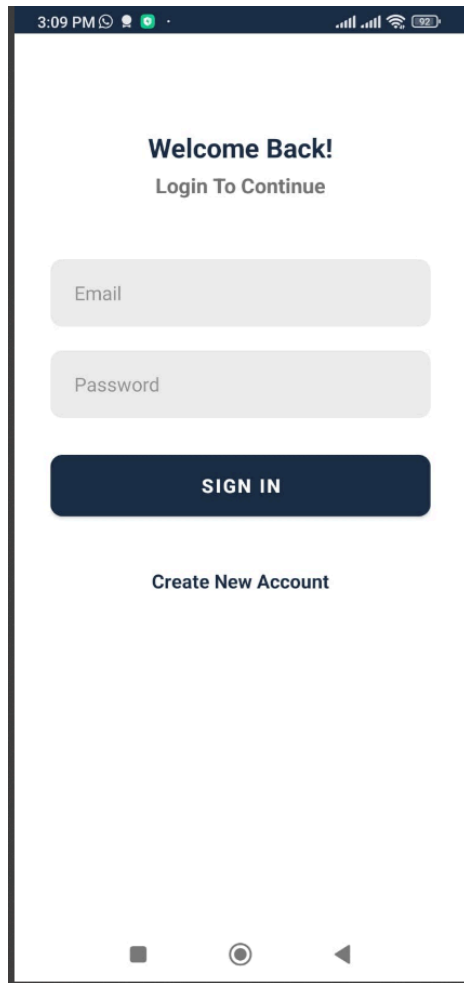 3:09 PM
92
Welcome Back!
Login To Continue
Email
Password
SIGN IN
Create New Account